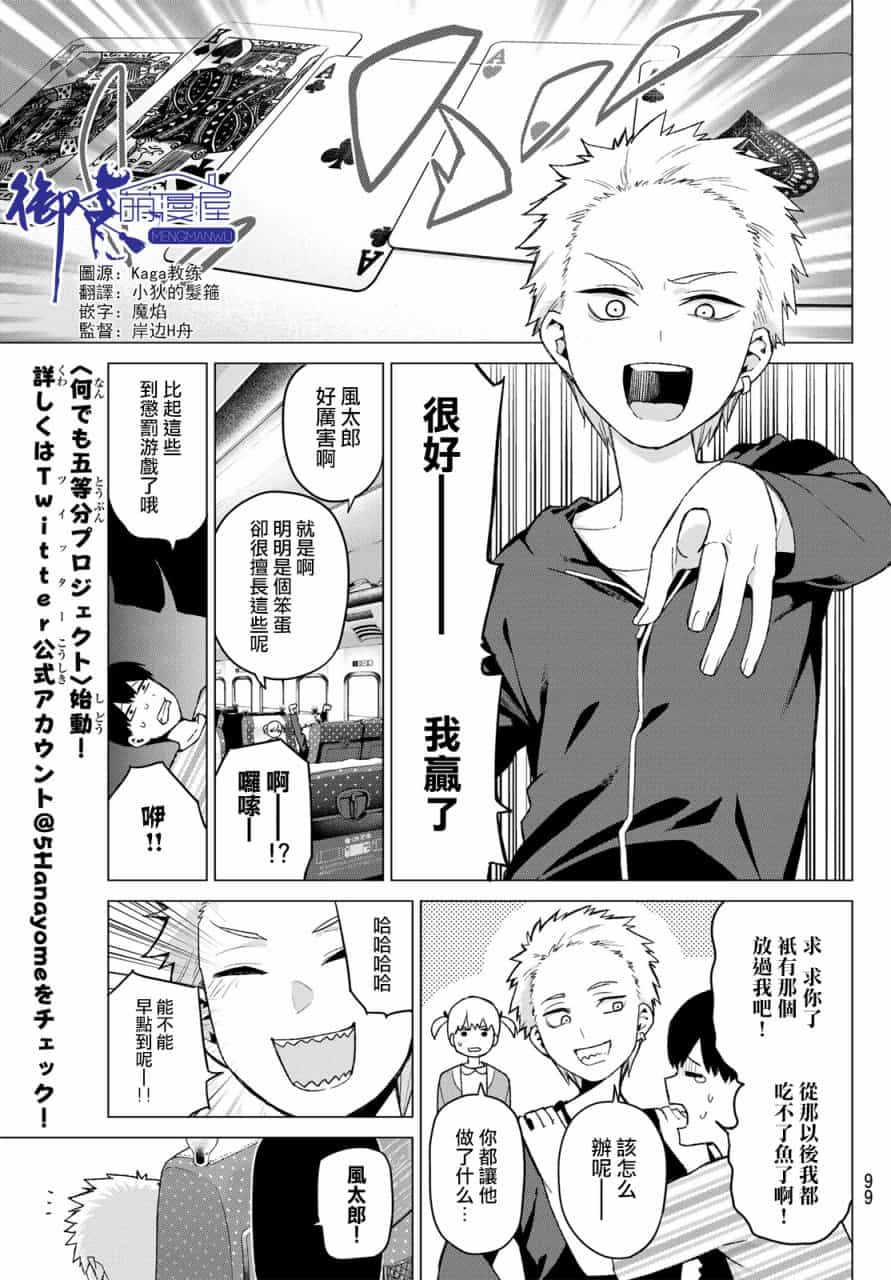 御素萌漫屋
MENGMANWU
圖源：Kaga教练
翻譯：小狄的髮箍
嵌字：魔焰
監督：岸边H舟
很好——
我贏了
風太郎
好厲害啊
就是啊
明明是個笨蛋
卻很擅長這些呢
啊——!?
囉嗦—
比起這些
到懲罰游戲了哦
咿!!
〈何でも五等分プロジェクト〉始動！
詳しくはTwitter公式アカウント@5Hanayomeをチェック！
求 求你了
衹有那個
放過我吧！
從那以後我都
吃不了魚了啊！
該怎么
辦呢—
你都讓他
做了什么…
哈哈哈哈
能不能
早點到呢—!!
風太郎！
99